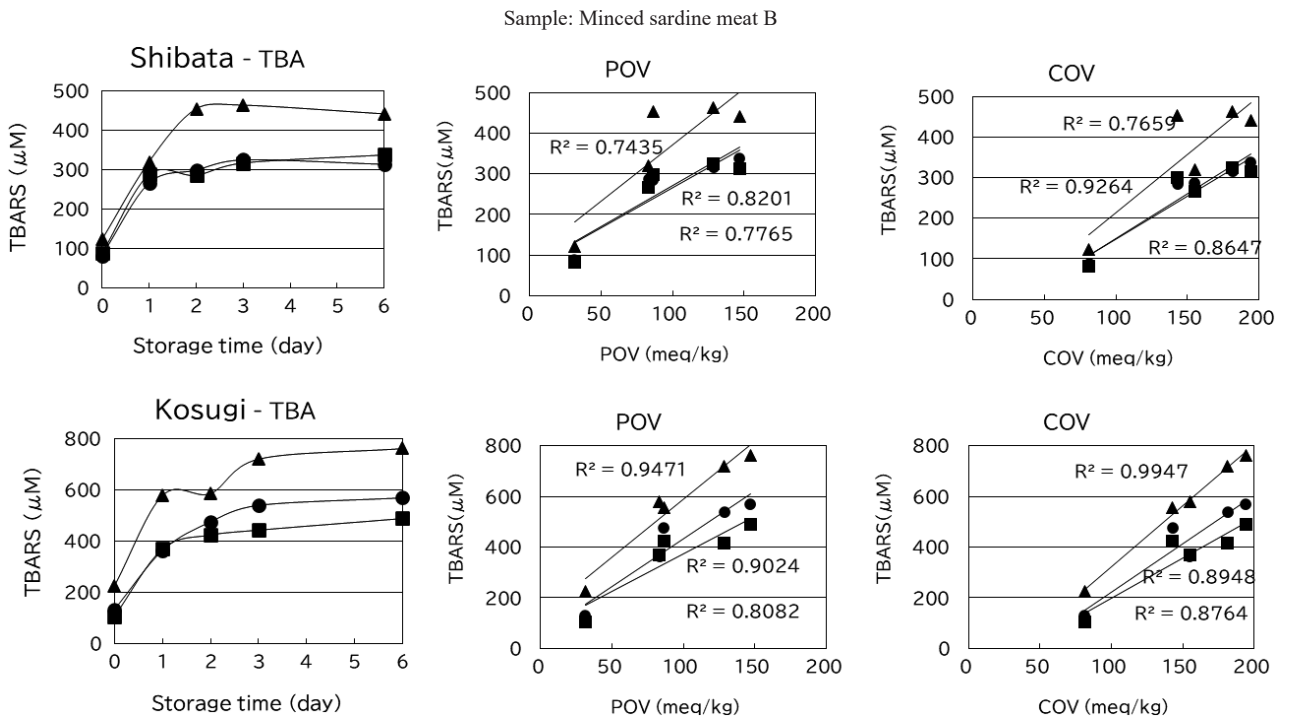 Sample: Minced sardine meat B
Shibata - TBA
500
400
300
200
100
0
TBARS (μM)
0 1 2 3 4 5 6
Storage time (day)
POV
500
400
300
200
100
0
TBARS(μM)
R² = 0.7435
R² = 0.8201
R² = 0.7765
0 50 100 150 200
POV (meq/kg)
COV
500
400
300
200
100
0
TBARS(μM)
R² = 0.7659
R² = 0.9264
R² = 0.8647
0 50 100 150 200
COV (meq/kg)
Kosugi - TBA
800
600
400
200
0
TBARS (μM)
0 1 2 3 4 5 6
Storage time (day)
POV
800
600
400
200
0
TBARS(μM)
R² = 0.9471
R² = 0.9024
R² = 0.8082
0 50 100 150 200
POV (meq/kg)
COV
800
600
400
200
0
TBARS(μM)
R² = 0.9947
R² = 0.8948
R² = 0.8764
0 50 100 150 200
COV (meq/kg)